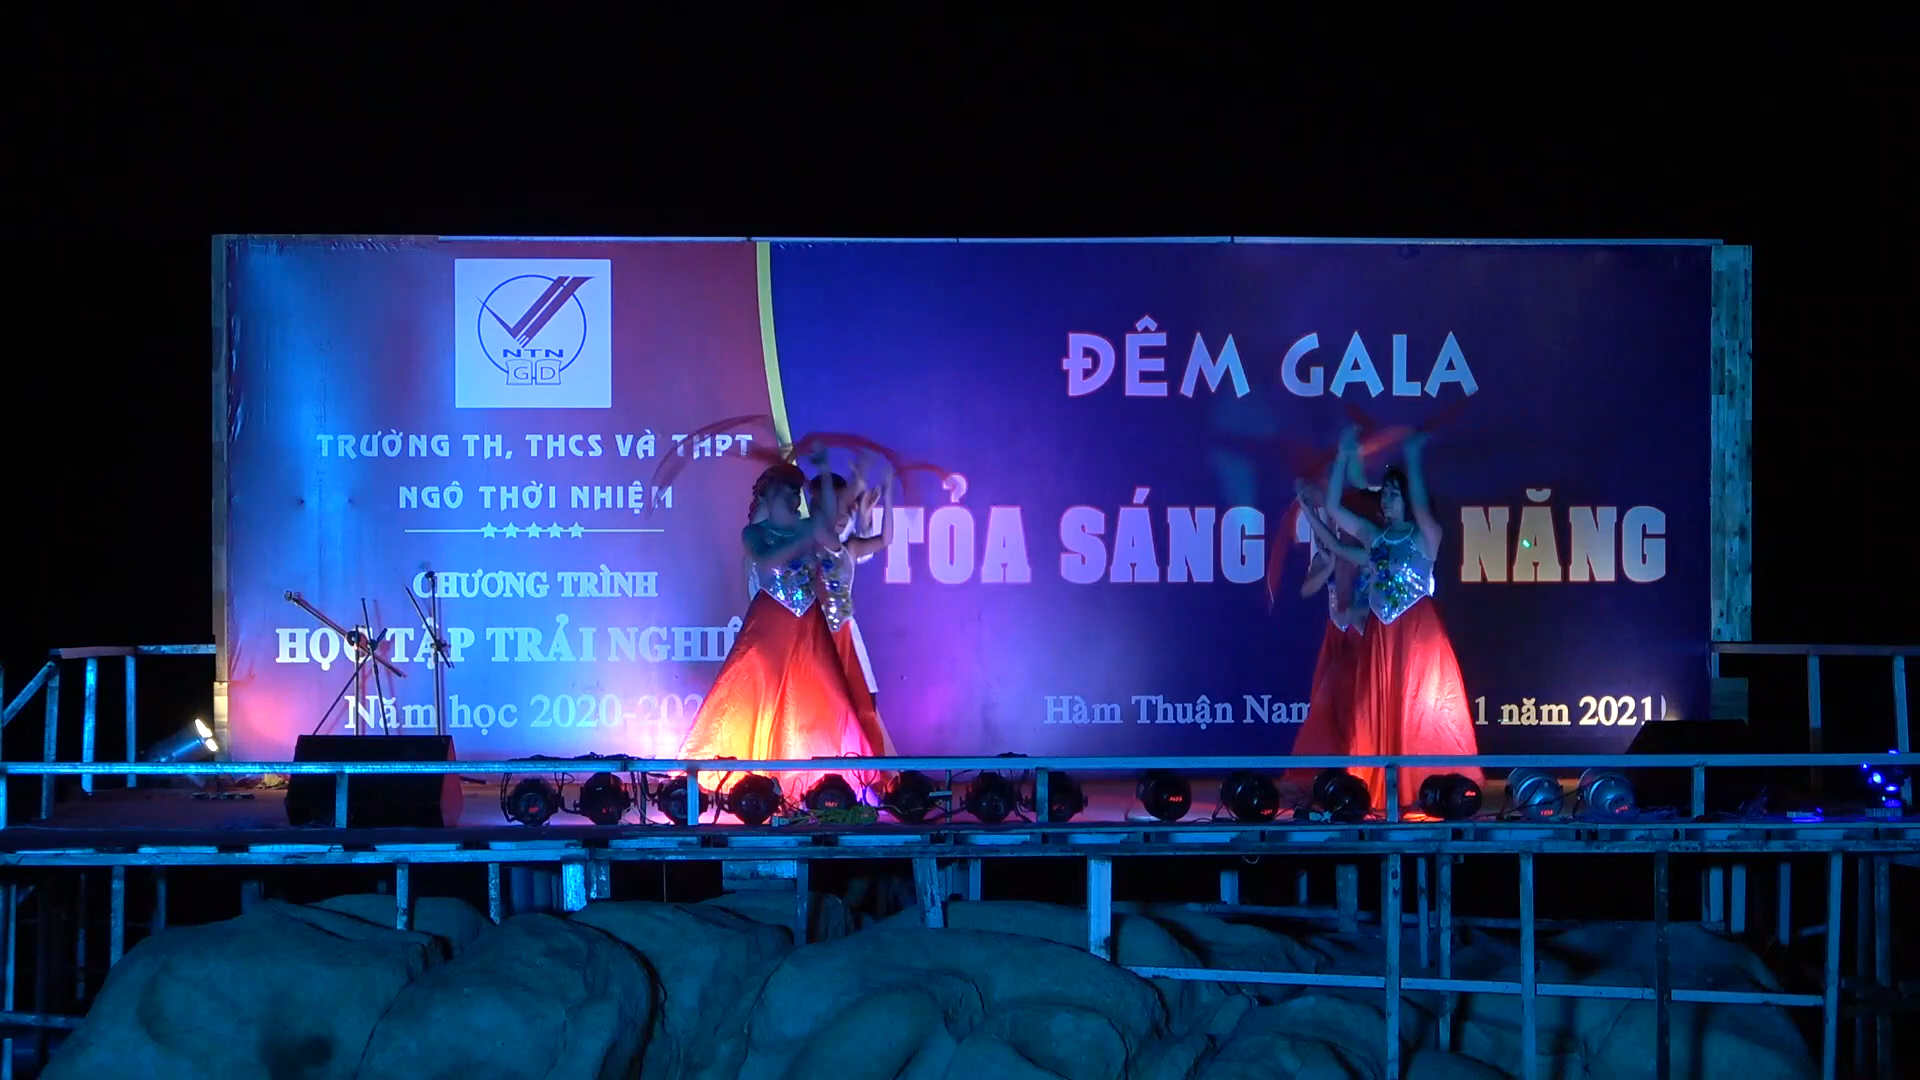 NTN
GD
TRƯỜNG TH, THCS VÀ THPT
NGÔ THỜI NHIỆM
CHƯƠNG TRÌNH
HỌC TẬP TRẢI
Năm học 2020-202
ĐÊM GALA
TỎA SÁNG NĂNG
Hàm Thuận Nam 1 năm 2021